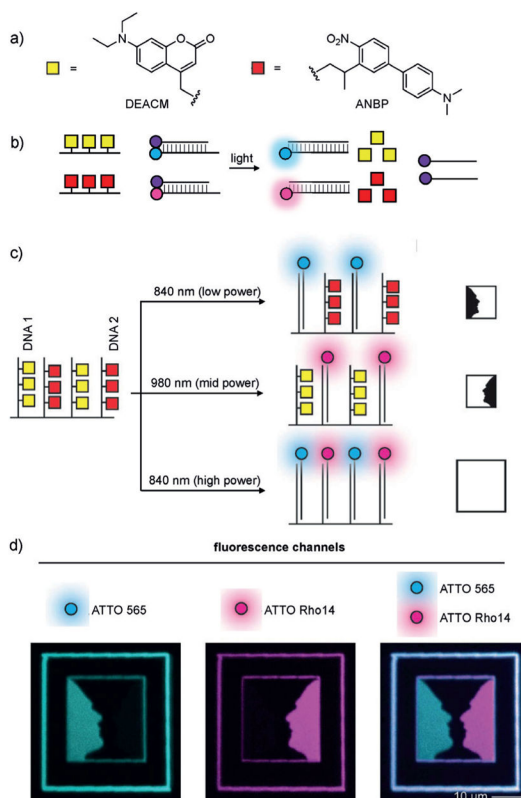 a)
N
O
O
=
DEACM
=
O₂N
N
ANBP
b)
light
c)
DNA 1
DNA 2
840 nm (low power)
980 nm (mid power)
840 nm (high power)
d)
fluorescence channels
ATTO 565
ATTO Rho14
ATTO 565
ATTO Rho14
10 µm